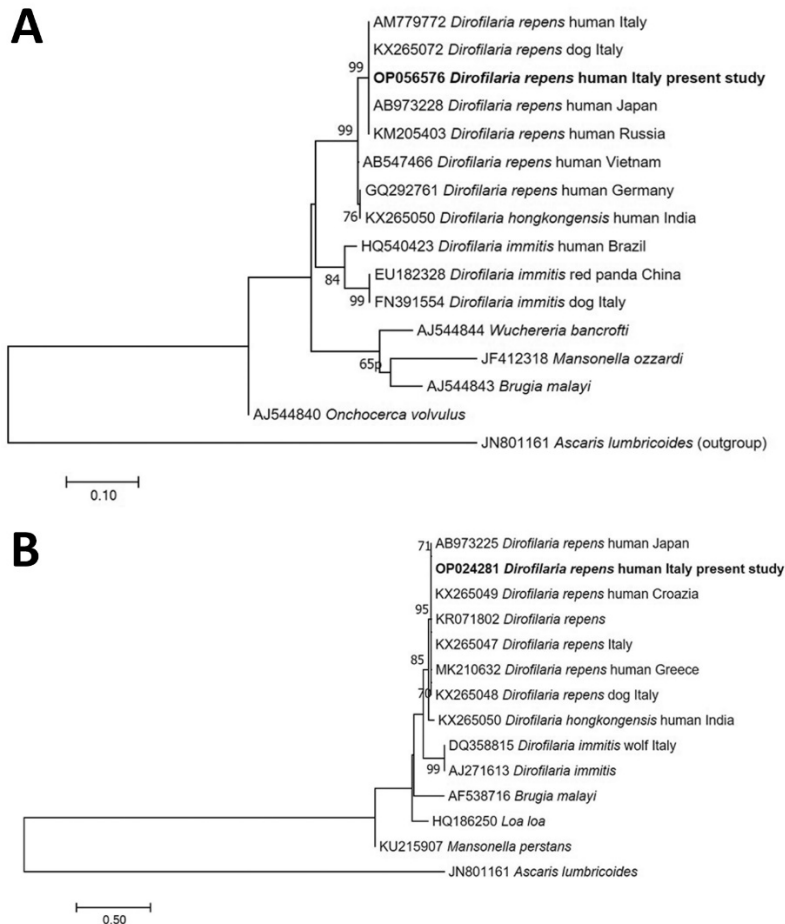 A
AM779772 Dirofilaria repens human Italy
KX265072 Dirofilaria repens dog Italy
99
OP056576 Dirofilaria repens human Italy present study
AB973228 Dirofilaria repens human Japan
99
KM205403 Dirofilaria repens human Russia
AB547466 Dirofilaria repens human Vietnam
GQ292761 Dirofilaria repens human Germany
76
KX265050 Dirofilaria hongkongensis human India
HQ540423 Dirofilaria immitis human Brazil
84
EU182328 Dirofilaria immitis red panda China
99
FN391554 Dirofilaria immitis dog Italy
AJ544844 Wuchereria bancrofti
65p
JF412318 Mansonella ozzardi
AJ544843 Brugia malayi
AJ544840 Onchocerca volvulus
JN801161 Ascaris lumbricoides (outgroup)
0.10
B
71
AB973225 Dirofilaria repens human Japan
OP024281 Dirofilaria repens human Italy present study
KX265049 Dirofilaria repens human Croazia
95
KR071802 Dirofilaria repens
KX265047 Dirofilaria repens Italy
85
MK210632 Dirofilaria repens human Greece
70
KX265048 Dirofilaria repens dog Italy
KX265050 Dirofilaria hongkongensis human India
DQ358815 Dirofilaria immitis wolf Italy
99
AJ271613 Dirofilaria immitis
AF538716 Brugia malayi
HQ186250 Loa loa
KU215907 Mansonella perstans
JN801161 Ascaris lumbricoides
0.50